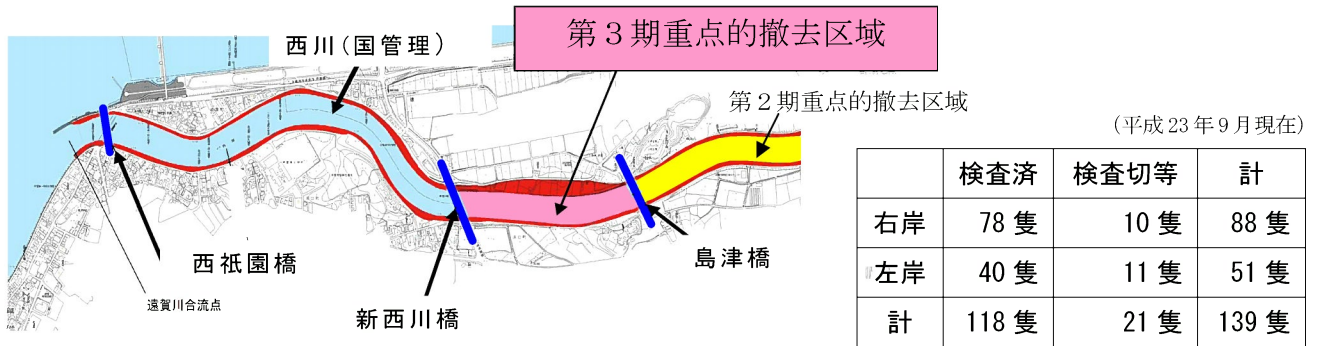 第３期重点的撤去区域
西川(国管理)
第２期重点的撤去区域
西祇園橋
遠賀川合流点
新西川橋
島津橋
(平成 23 年 9 月現在)
検査済 検査切等 計
右岸 78 隻 10 隻 88 隻
左岸 40 隻 11 隻 51 隻
計 118 隻 21 隻 139 隻